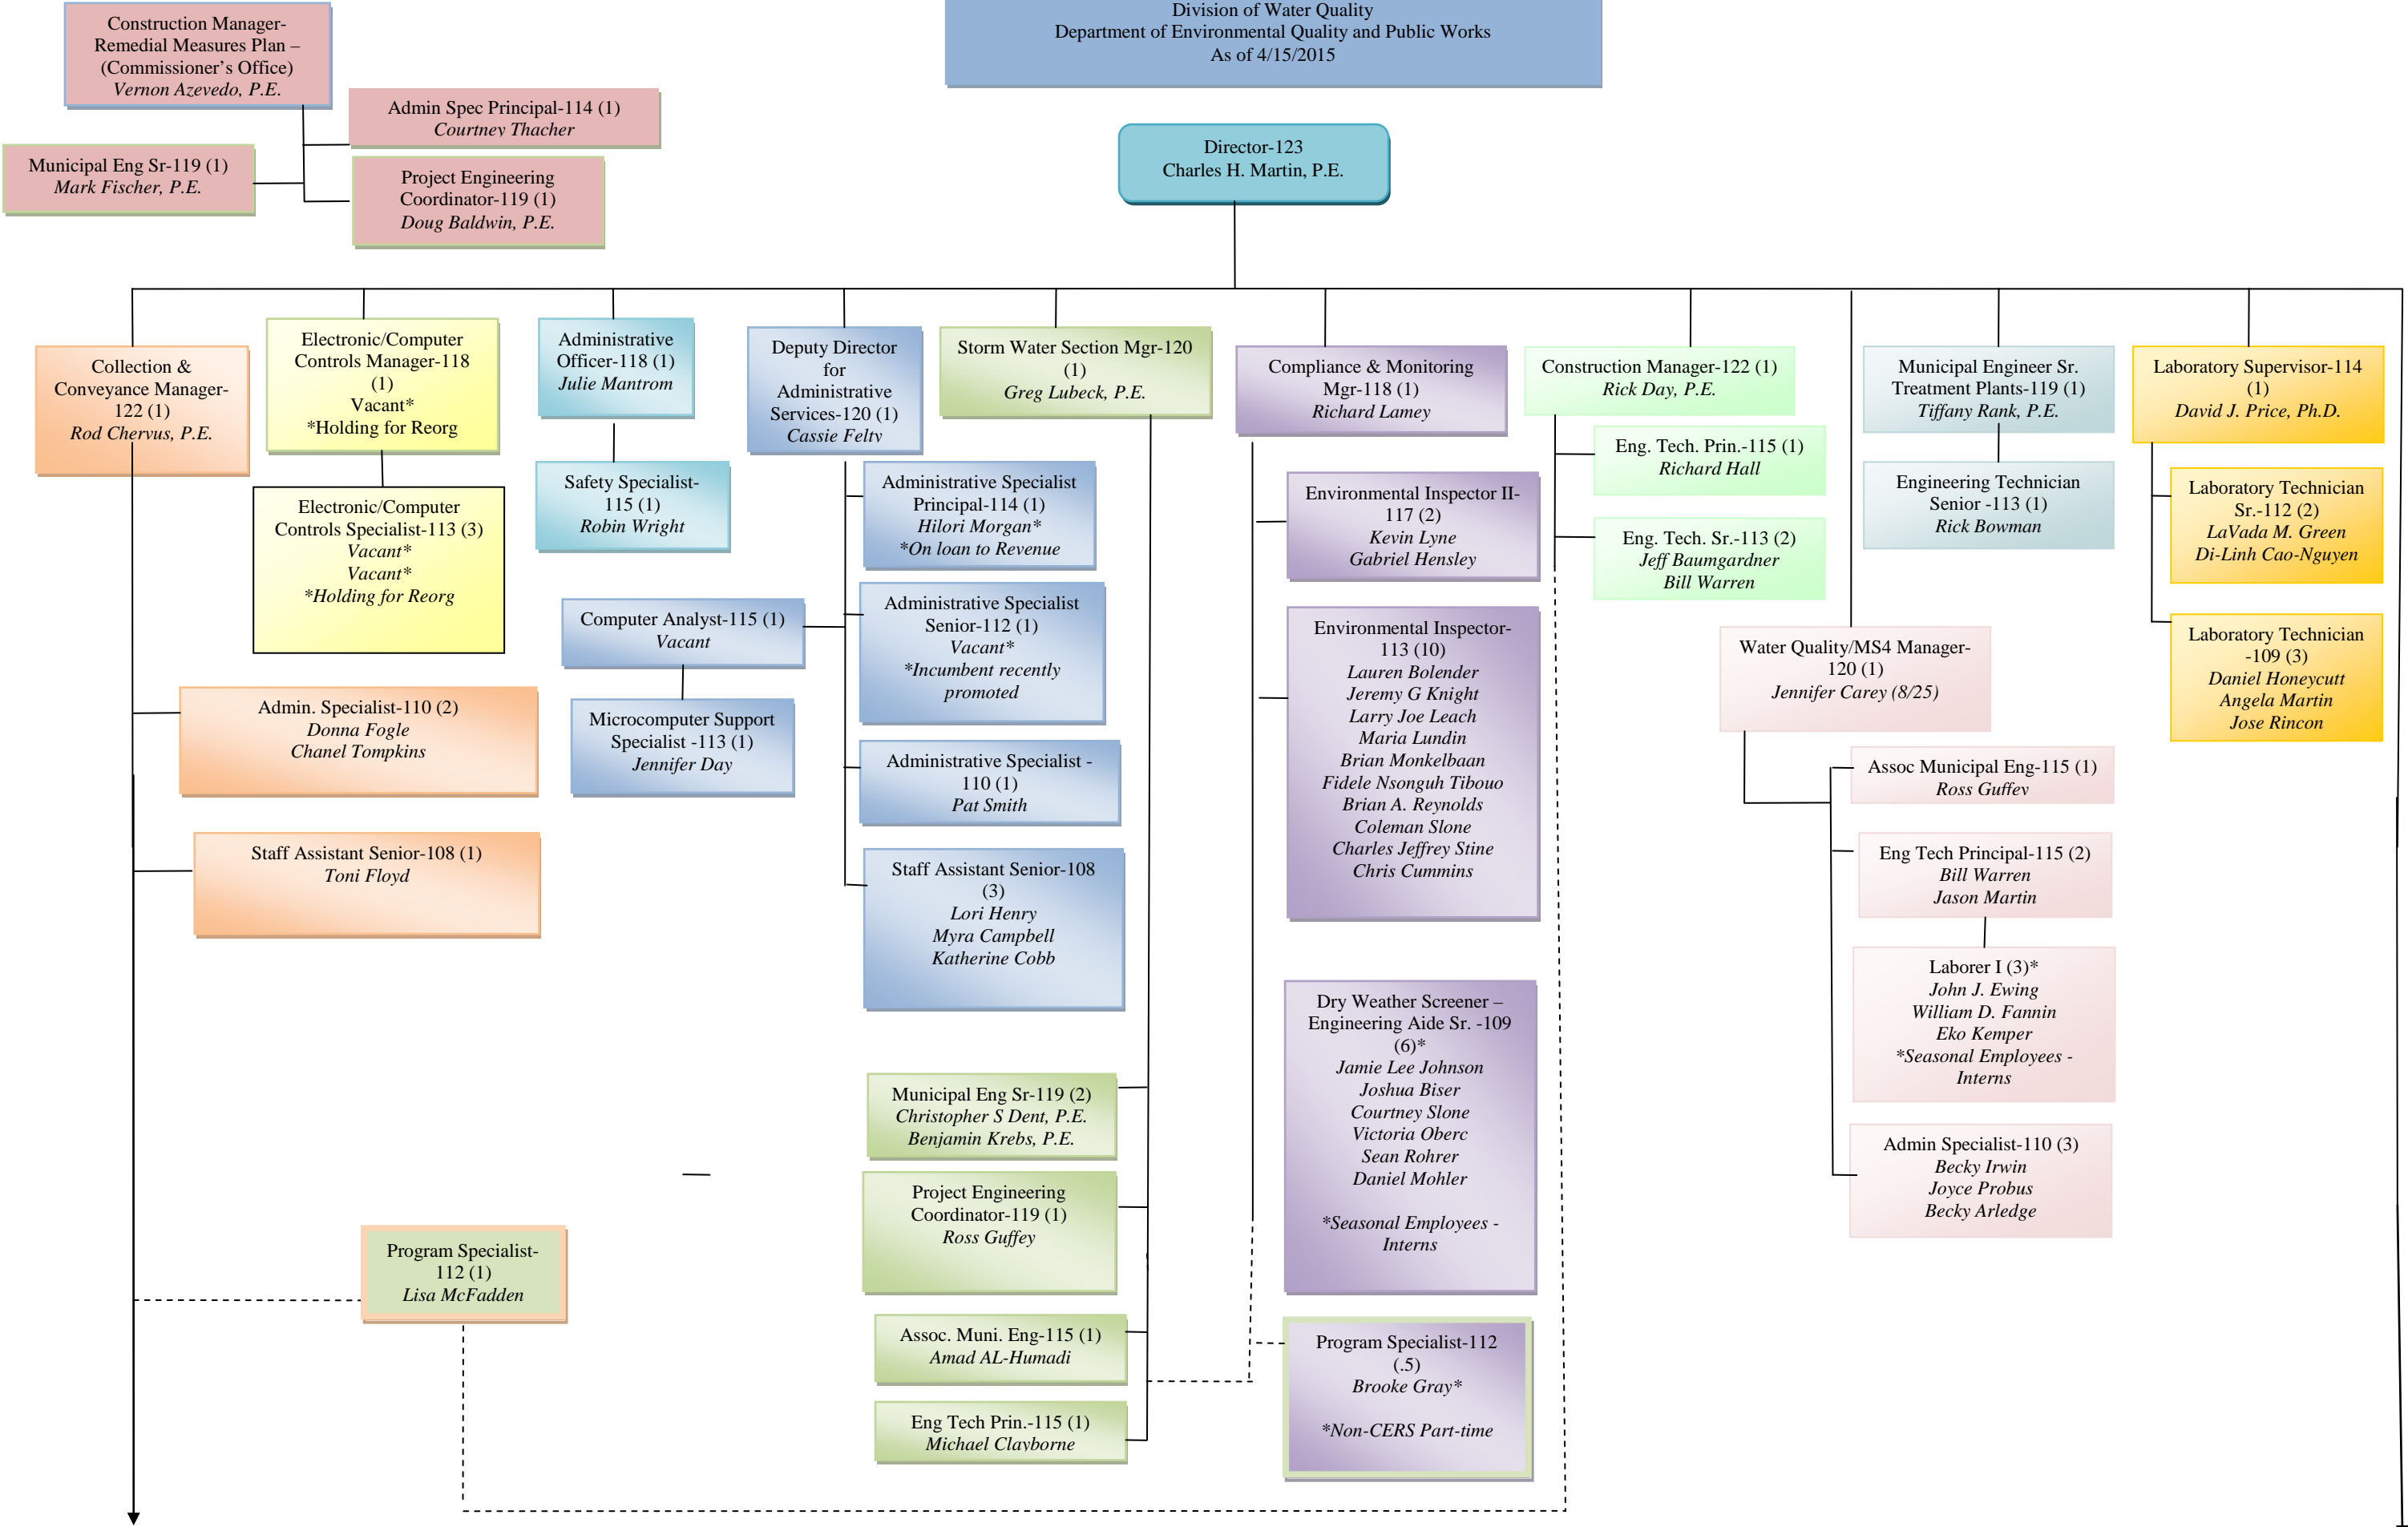 Construction Manager-
Remedial Measures Plan –
(Commissioner's Office)
Vernon Azevedo, P.E.
Division of Water Quality
Department of Environmental Quality and Public Works
As of 4/15/2015
Admin Spec Principal-114 (1)
Courtney Thacher
Municipal Eng Sr-119 (1)
Mark Fischer, P.E.
Project Engineering
Coordinator-119 (1)
Doug Baldwin, P.E.
Director-123
Charles H. Martin, P.E.
Collection &
Conveyance Manager-
122 (1)
Rod Chervus, P.E.
Electronic/Computer
Controls Manager-118
(1)
Vacant*
*Holding for Reorg
Electronic/Computer
Controls Specialist-113 (3)
Vacant*
Vacant*
*Holding for Reorg
Administrative
Officer-118 (1)
Julie Mantrom
Safety Specialist-
115 (1)
Robin Wright
Deputy Director
for
Administrative
Services-120 (1)
Cassie Felty
Administrative Specialist
Principal-114 (1)
Hilori Morgan*
*On loan to Revenue
Administrative Specialist
Senior-112 (1)
Vacant*
*Incumbent recently
promoted
Computer Analyst-115 (1)
Vacant
Microcomputer Support
Specialist -113 (1)
Jennifer Day
Administrative Specialist -
110 (1)
Pat Smith
Staff Assistant Senior-108
(3)
Lori Henry
Myra Campbell
Katherine Cobb
Admin. Specialist-110 (2)
Donna Fogle
Chanel Tompkins
Staff Assistant Senior-108 (1)
Toni Floyd
Program Specialist-
112 (1)
Lisa McFadden
Storm Water Section Mgr-120
(1)
Greg Lubeck, P.E.
Municipal Eng Sr-119 (2)
Christopher S Dent, P.E.
Benjamin Krebs, P.E.
Project Engineering
Coordinator-119 (1)
Ross Guffey
Assoc. Muni. Eng-115 (1)
Amad AL-Humadi
Eng Tech Prin.-115 (1)
Michael Clayborne
Compliance & Monitoring
Mgr-118 (1)
Richard Lamey
Environmental Inspector II-
117 (2)
Kevin Lyne
Gabriel Hensley
Environmental Inspector-
113 (10)
Lauren Bolender
Jeremy G Knight
Larry Joe Leach
Maria Lundin
Brian Monkelbaan
Fidele Nsonguh Tibouo
Brian A. Reynolds
Coleman Slone
Charles Jeffrey Stine
Chris Cummins
Dry Weather Screener –
Engineering Aide Sr. -109
(6)*
Jamie Lee Johnson
Joshua Biser
Courtney Slone
Victoria Oberc
Sean Rohrer
Daniel Mohler
*Seasonal Employees -
Interns
Program Specialist-112
(.5)
Brooke Gray*
*Non-CERS Part-time
Construction Manager-122 (1)
Rick Day, P.E.
Eng. Tech. Prin.-115 (1)
Richard Hall
Eng. Tech. Sr.-113 (2)
Jeff Baumgardner
Bill Warren
Water Quality/MS4 Manager-
120 (1)
Jennifer Carey (8/25)
Assoc Municipal Eng-115 (1)
Ross Guffey
Eng Tech Principal-115 (2)
Bill Warren
Jason Martin
Laborer I (3)*
John J. Ewing
William D. Fannin
Eko Kemper
*Seasonal Employees -
Interns
Admin Specialist-110 (3)
Becky Irwin
Joyce Probus
Becky Arledge
Municipal Engineer Sr.
Treatment Plants-119 (1)
Tiffany Rank, P.E.
Engineering Technician
Senior -113 (1)
Rick Bowman
Laboratory Supervisor-114
(1)
David J. Price, Ph.D.
Laboratory Technician
Sr.-112 (2)
LaVada M. Green
Di-Linh Cao-Nguyen
Laboratory Technician
-109 (3)
Daniel Honeycutt
Angela Martin
Jose Rincon